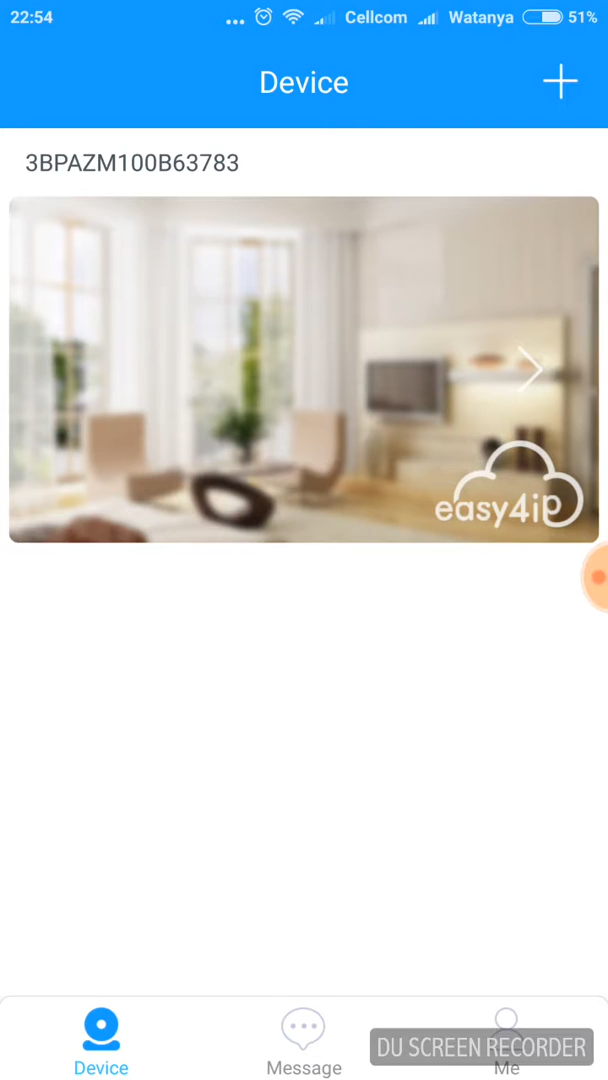 22:54 ... Cellcom Watanya 51%
Device
3BPAZM100B63783
easy4ip
Device
Message
Me
DU SCREEN RECORDER